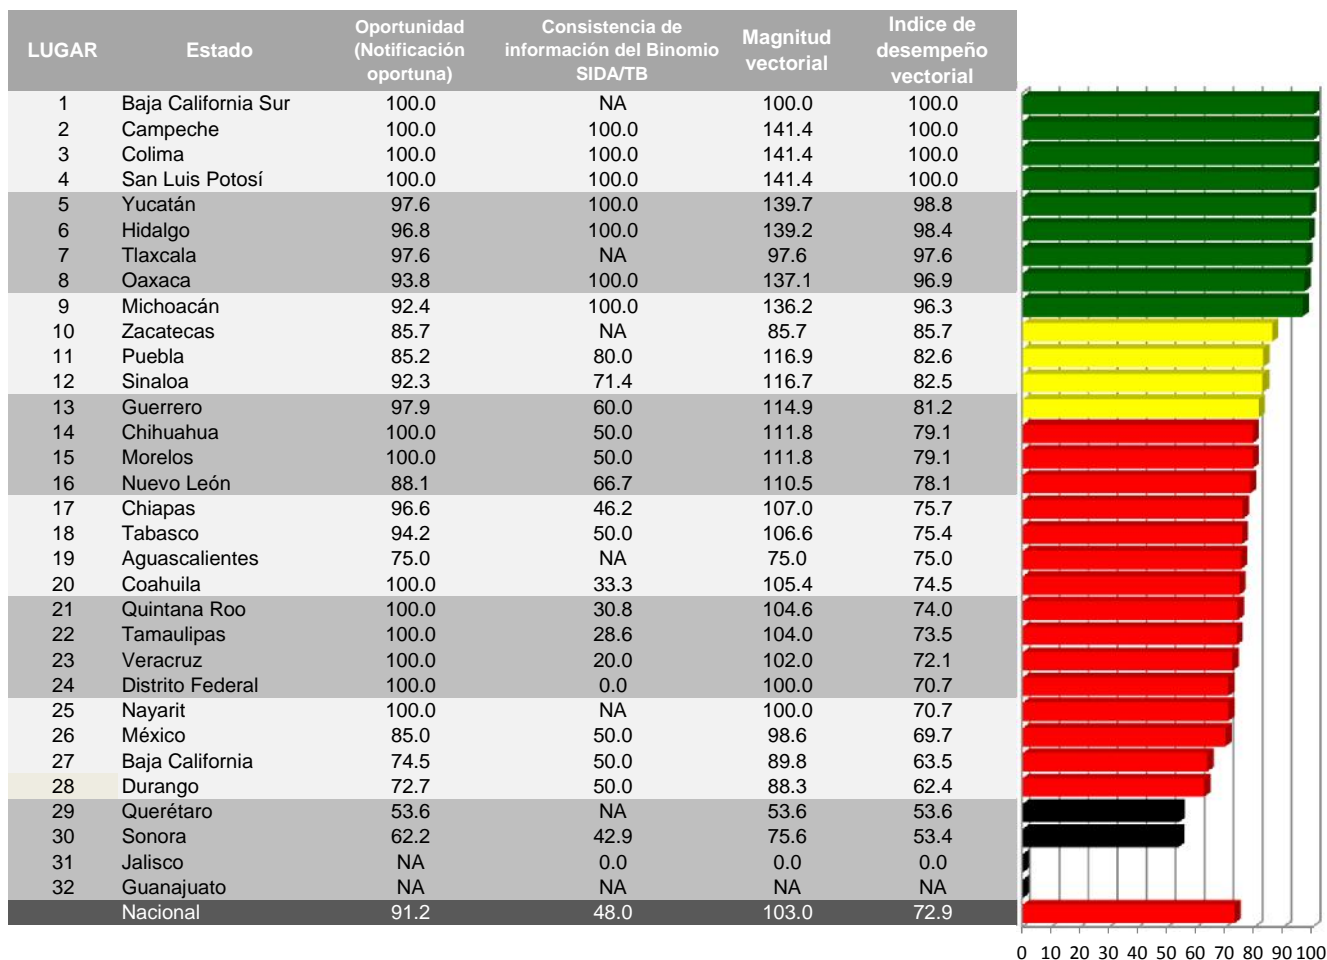 LUGAR Estado Oportunidad (Notificación oportuna) Consistencia de información del Binomio SIDA/TB Magnitud vectorial Indice de desempeño vectorial
1 Baja California Sur 100.0 NA 100.0 100.0
2 Campeche 100.0 100.0 141.4 100.0
3 Colima 100.0 100.0 141.4 100.0
4 San Luis Potosí 100.0 100.0 141.4 100.0
5 Yucatán 97.6 100.0 139.7 98.8
6 Hidalgo 96.8 100.0 139.2 98.4
7 Tlaxcala 97.6 NA 97.6 97.6
8 Oaxaca 93.8 100.0 137.1 96.9
9 Michoacán 92.4 100.0 136.2 96.3
10 Zacatecas 85.7 NA 85.7 85.7
11 Puebla 85.2 80.0 116.9 82.6
12 Sinaloa 92.3 71.4 116.7 82.5
13 Guerrero 97.9 60.0 114.9 81.2
14 Chihuahua 100.0 50.0 111.8 79.1
15 Morelos 100.0 50.0 111.8 79.1
16 Nuevo León 88.1 66.7 110.5 78.1
17 Chiapas 96.6 46.2 107.0 75.7
18 Tabasco 94.2 50.0 106.6 75.4
19 Aguascalientes 75.0 NA 75.0 75.0
20 Coahuila 100.0 33.3 105.4 74.5
21 Quintana Roo 100.0 30.8 104.6 74.0
22 Tamaulipas 100.0 28.6 104.0 73.5
23 Veracruz 100.0 20.0 102.0 72.1
24 Distrito Federal 100.0 0.0 100.0 70.7
25 Nayarit 100.0 NA 100.0 70.7
26 México 85.0 50.0 98.6 69.7
27 Baja California 74.5 50.0 89.8 63.5
28 Durango 72.7 50.0 88.3 62.4
29 Querétaro 53.6 NA 53.6 53.6
30 Sonora 62.2 42.9 75.6 53.4
31 Jalisco NA 0.0 0.0 0.0
32 Guanajuato NA NA NA NA
Nacional 91.2 48.0 103.0 72.9
0 10 20 30 40 50 60 70 80 90 100